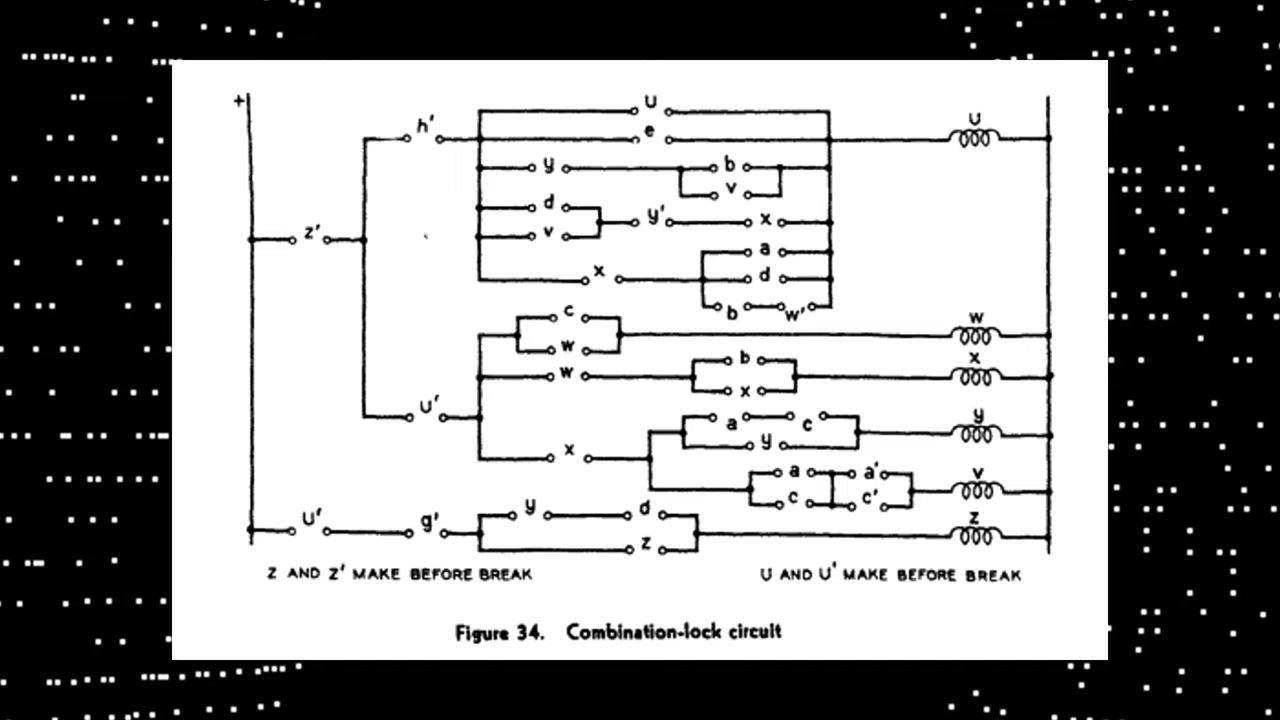 +
U
h' e U
y b
v
d
y' x
v
z' a
x d
b w'
c w
w
w b x
x
U' a c y
y
x a a' v
c c'
y d z
U' g'
z
Z AND Z' MAKE BEFORE BREAK U AND U' MAKE BEFORE BREAK
Figure 34. Combination-lock circuit